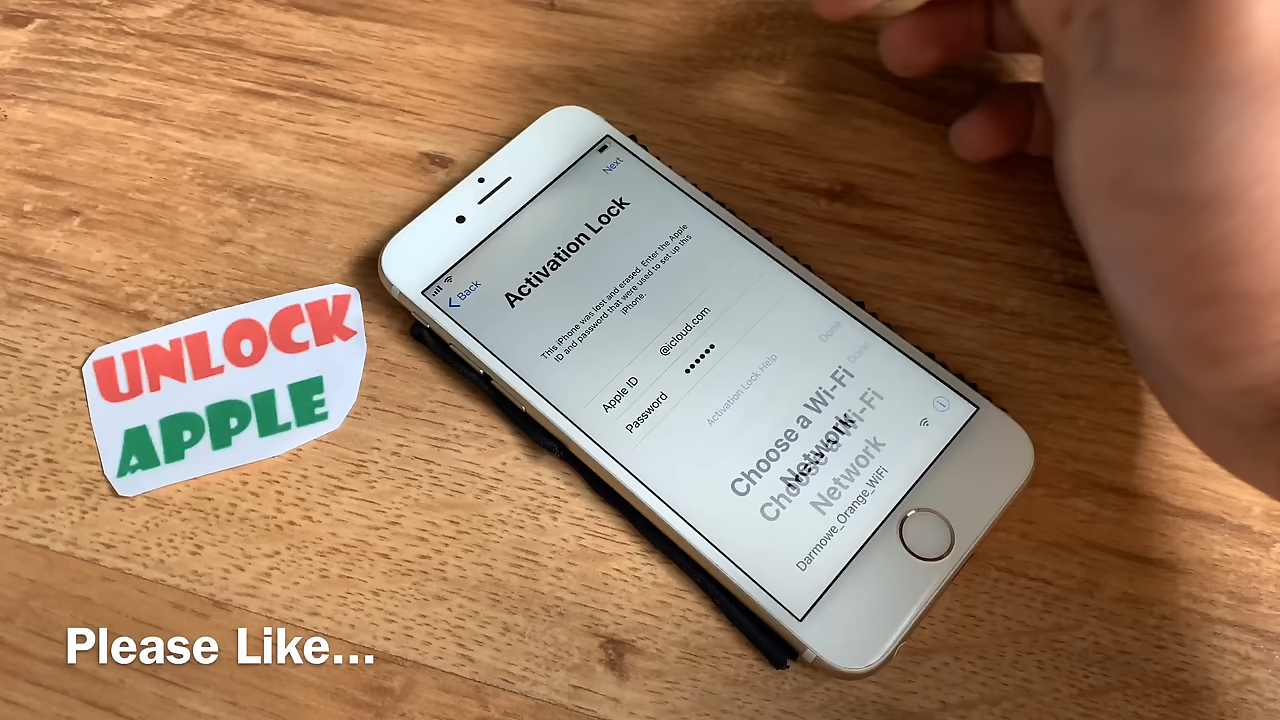 UNLOCK
APPLE
Please Like...
Next
Back
Activation Lock
This iPhone was lost and erased. Enter the Apple
ID and password that were used to set up this
iPhone.
Apple ID @icloud.com
Password ••••••
Activation Lock Help
Done
Done
Choose a Wi-Fi
Network
Choose a Wi-Fi
Network
Darmowe_Orange_WiFi